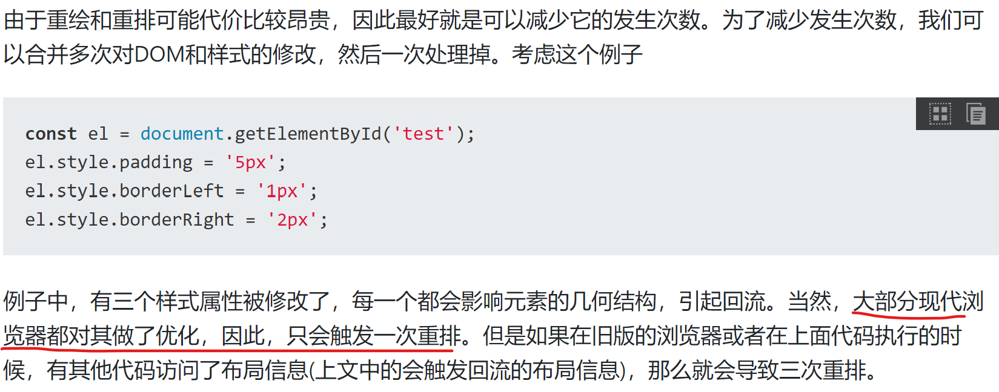 由于重绘和重排可能代价比较昂贵，因此最好就是可以减少它的发生次数。为了减少发生次数，我们可
以合并多次对DOM和样式的修改，然后一次处理掉。考虑这个例子
const el = document.getElementById('test');
el.style.padding = '5px';
el.style.borderLeft = '1px';
el.style.borderRight = '2px';
例子中，有三个样式属性被修改了，每一个都会影响元素的几何结构，引起回流。当然，大部分现代浏
览器都对其做了优化，因此，只会触发一次重排。但是如果在旧版的浏览器或者在上面代码执行的时
候，有其他代码访问了布局信息(上文中的会触发回流的布局信息)，那么就会导致三次重排。